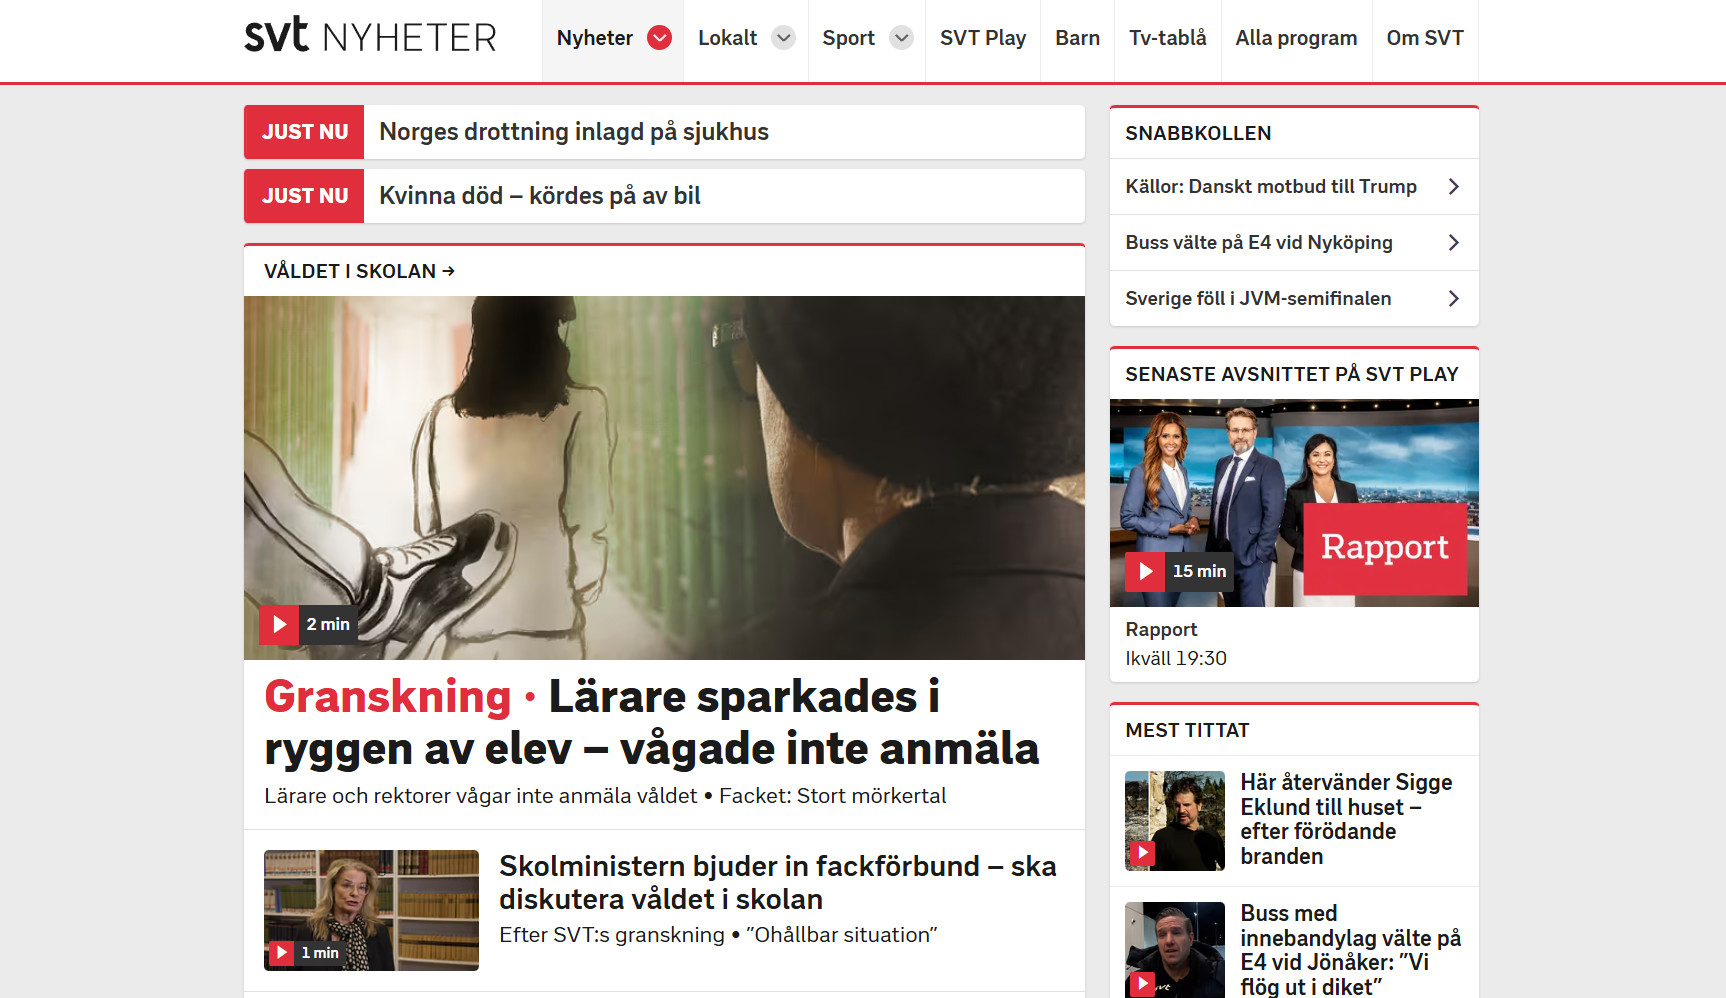 svt NYHETER
Nyheter
Lokalt
Sport
SVT Play
Barn
Tv-tablå
Alla program
Om SVT
JUST NU Norges drottning inlagd på sjukhus
JUST NU Kvinna död – kördes på av bil
VÅLDET I SKOLAN →
2 min
Granskning • Lärare sparkades i
ryggen av elev – vågade inte anmäla
Lärare och rektorer vågar inte anmäla våldet • Facket: Stort mörkertal
1 min
Skolministern bjuder in fackförbund – ska
diskutera våldet i skolan
Efter SVT:s granskning • ”Ohållbar situation”
SNABBKOLLEN
Källor: Danskt motbud till Trump
Buss välte på E4 vid Nyköping
Sverige föll i JVM-semifinalen
SENASTE AVSNITTET PÅ SVT PLAY
Rapport
15 min
Rapport
Ikväll 19:30
MEST TITTAT
Här återvänder Sigge
Eklund till huset –
efter förödande
branden
Buss med
innebandylag välte på
E4 vid Jönåker: ”Vi
flög ut i diket”
svt